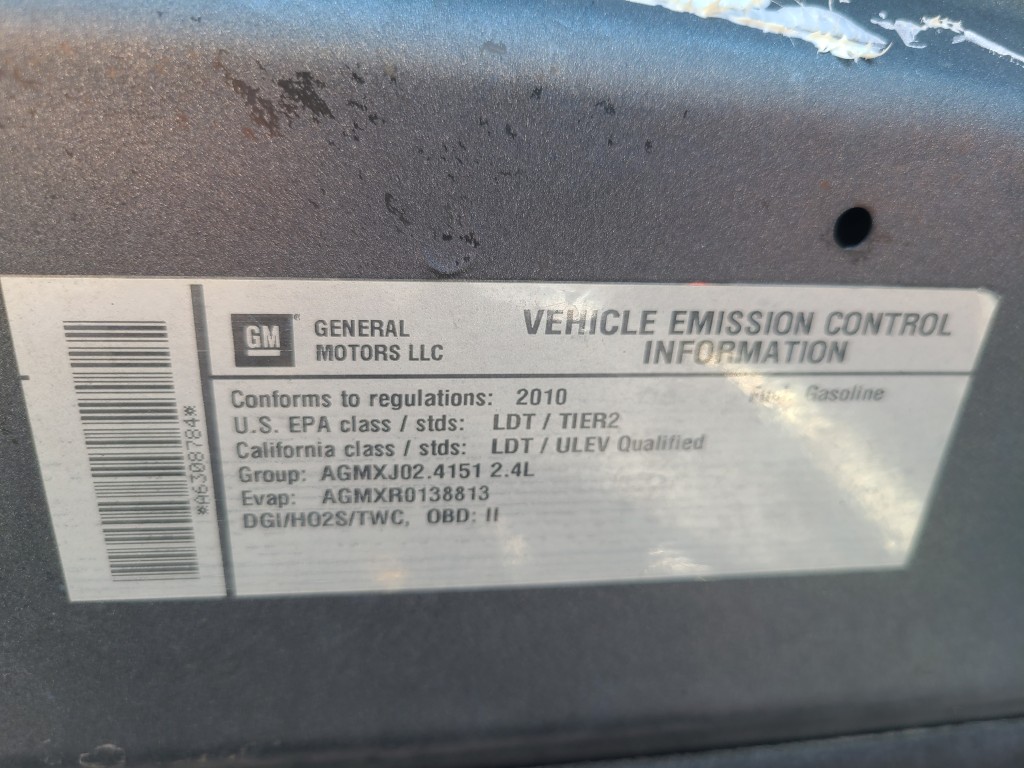 *A6308784*
GM
GENERAL
MOTORS LLC
VEHICLE EMISSION CONTROL
INFORMATION
Conforms to regulations: 2010
Fuel: Gasoline
U.S. EPA class / stds: LDT / TIER2
California class / stds: LDT / ULEV Qualified
Group: AGMXJ02.4151 2.4L
Evap: AGMXR0138813
DGI/HO2S/TWC, OBD: II